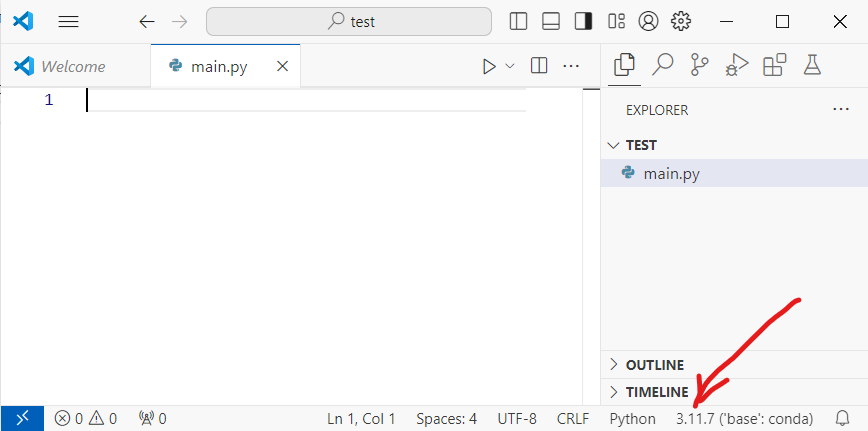 test
Welcome
main.py
1
EXPLORER
TEST
main.py
OUTLINE
TIMELINE
0 0 0 Ln 1, Col 1 Spaces: 4 UTF-8 CRLF Python 3.11.7 ('base': conda)